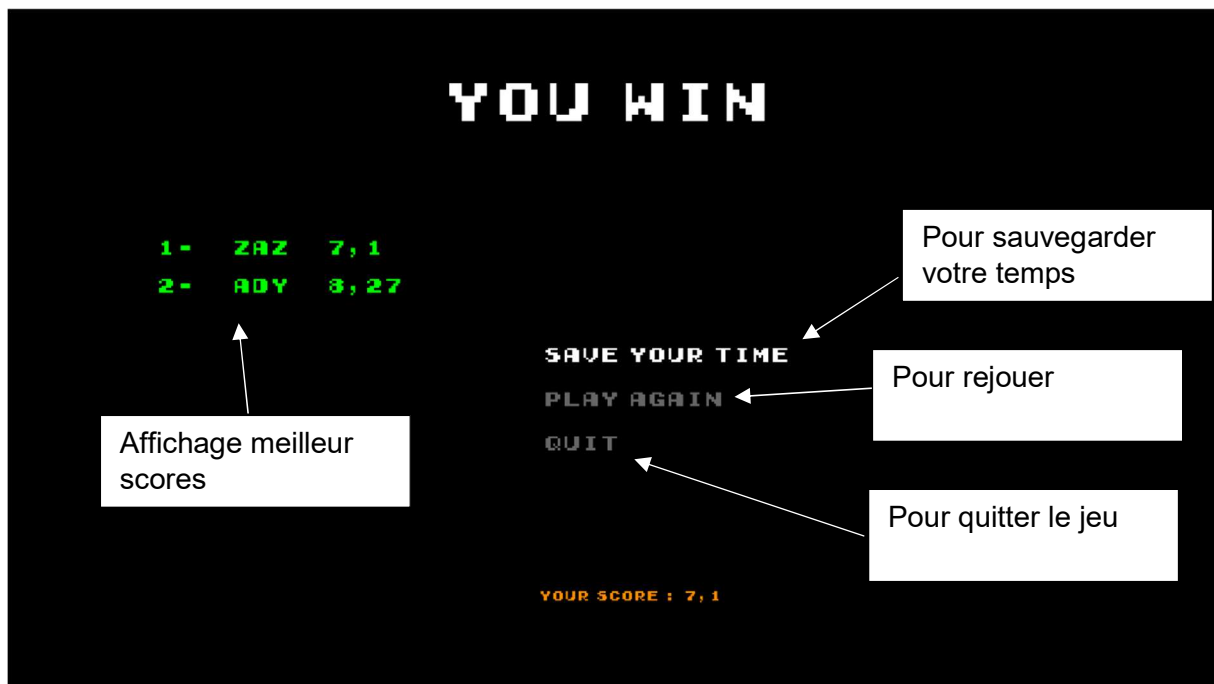 YOU WIN
1- ZAZ 7,1
2- ADY 8,27
Pour sauvegarder
votre temps
SAVE YOUR TIME
Pour rejouer
PLAY AGAIN
Affichage meilleur
scores
QUIT
Pour quitter le jeu
YOUR SCORE : 7,1